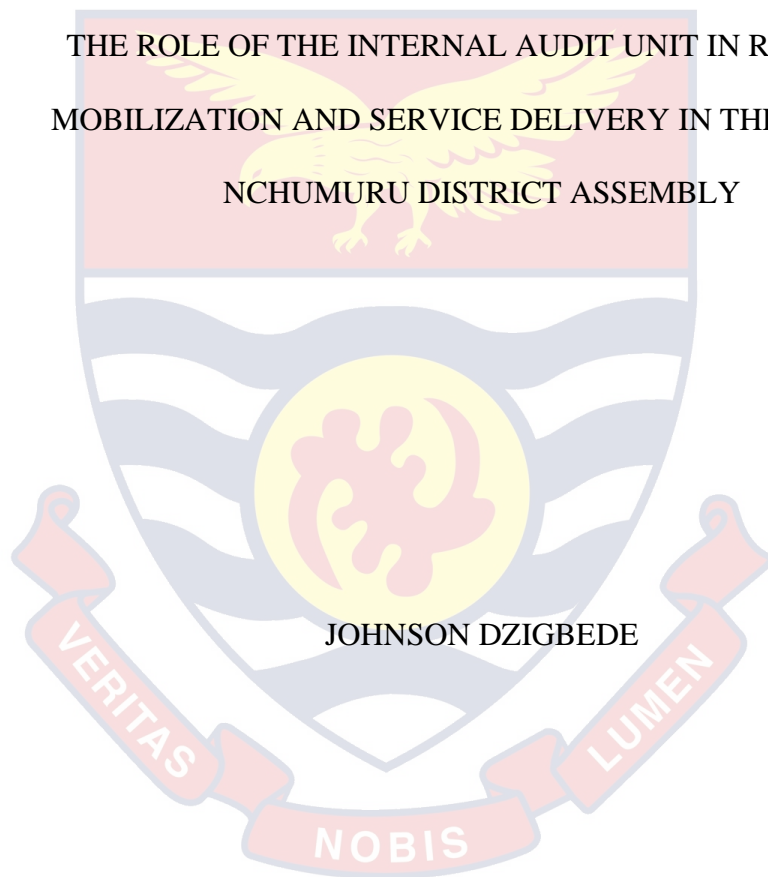 THE ROLE OF THE INTERNAL AUDIT UNIT IN
MOBILIZATION AND SERVICE DELIVERY IN
NCHUMURU DISTRICT ASSEMBLY
JOHNSON DZIGBEDE
VERITAS
NOBIS
LUMEN